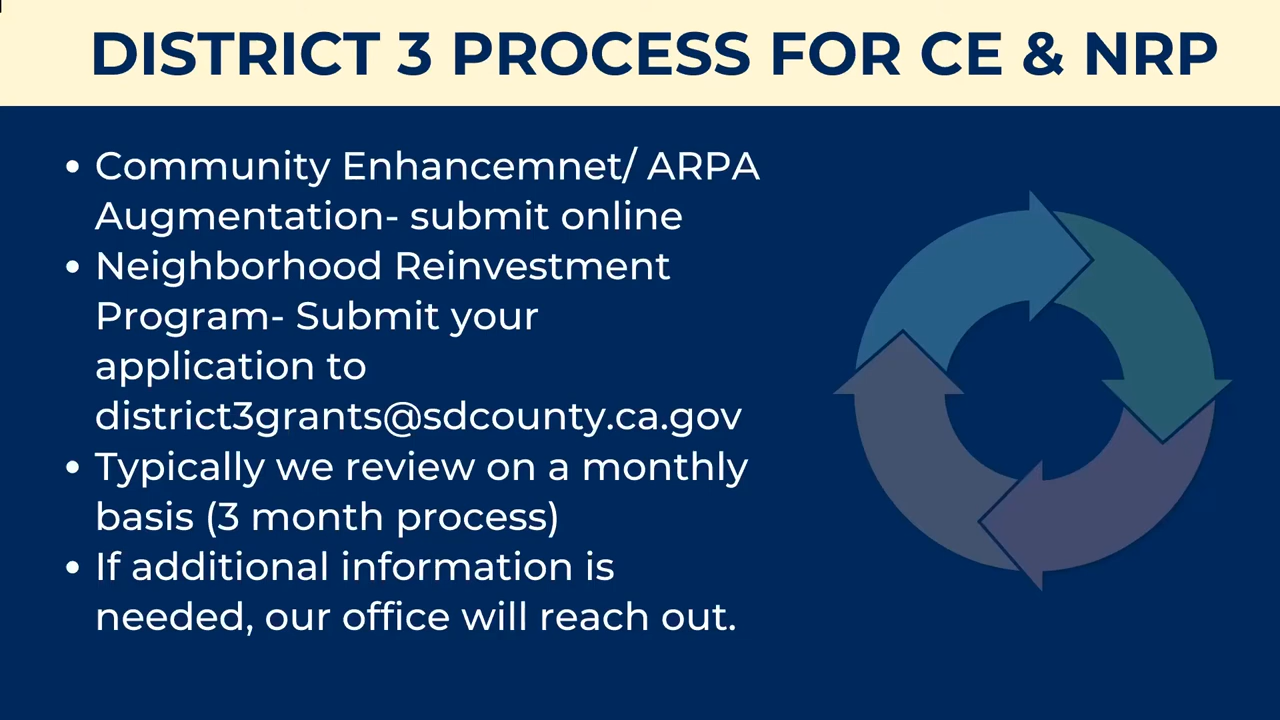 DISTRICT 3 PROCESS FOR CE & NRP
• Community Enhancemnet/ ARPA
Augmentation- submit online
• Neighborhood Reinvestment
Program- Submit your
application to
district3grants@sdcounty.ca.gov
• Typically we review on a monthly
basis (3 month process)
• If additional information is
needed, our office will reach out.